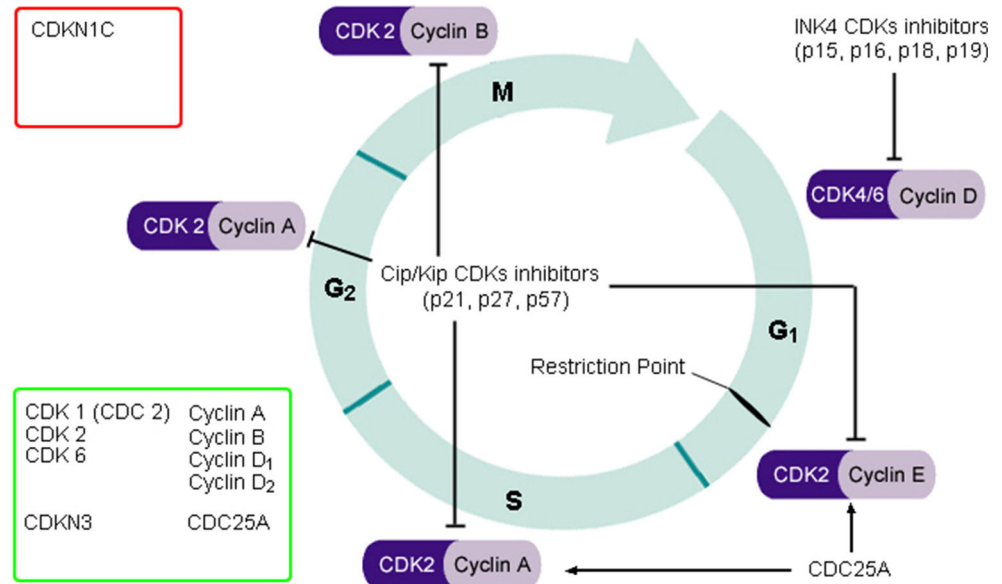 CDKN1C
CDK 2 Cyclin B
INK4 CDKs inhibitors
(p15, p16, p18, p19)
M
CDK4/6 Cyclin D
CDK 2 Cyclin A
Cip/Kip CDKs inhibitors
(p21, p27, p57)
G₂
G₁
Restriction Point
CDK 1 (CDC 2) Cyclin A
CDK 2 Cyclin B
CDK 6 Cyclin D₁
Cyclin D₂
CDKN3 CDC25A
CDK2 Cyclin E
S
CDK2 Cyclin A
CDC25A